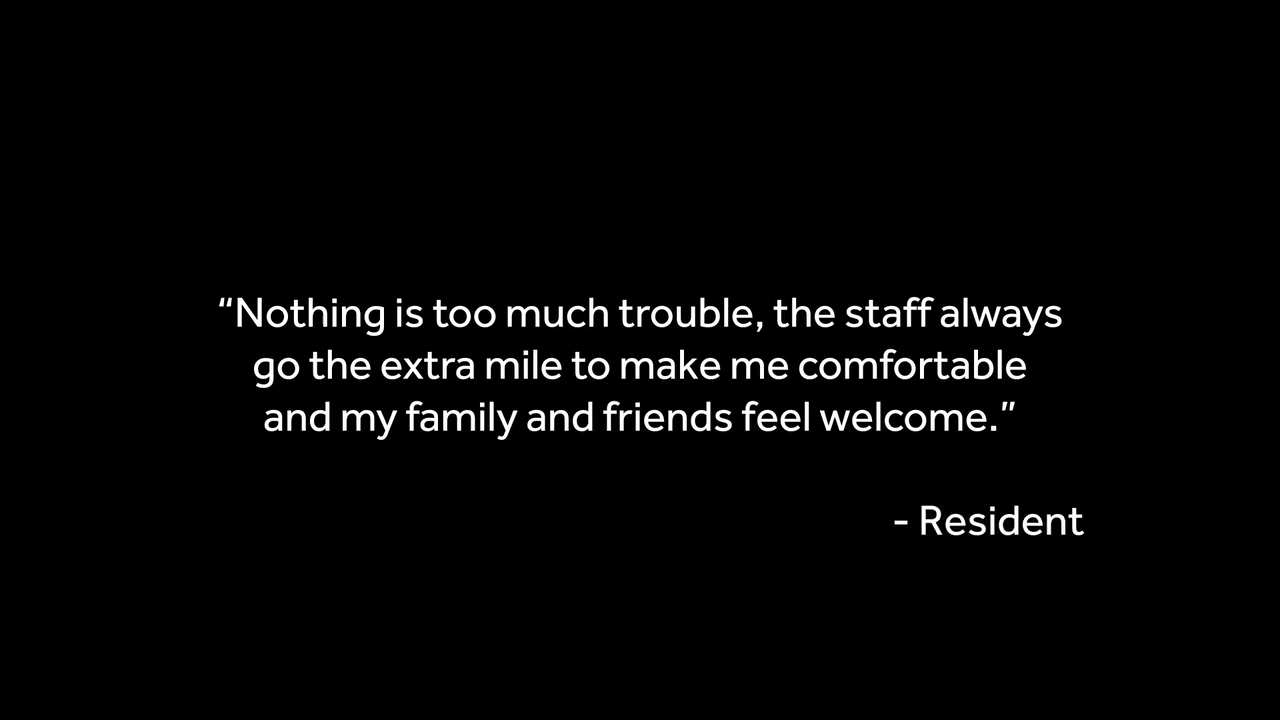 “Nothing is too much trouble, the staff always
go the extra mile to make me comfortable
and my family and friends feel welcome.”
- Resident